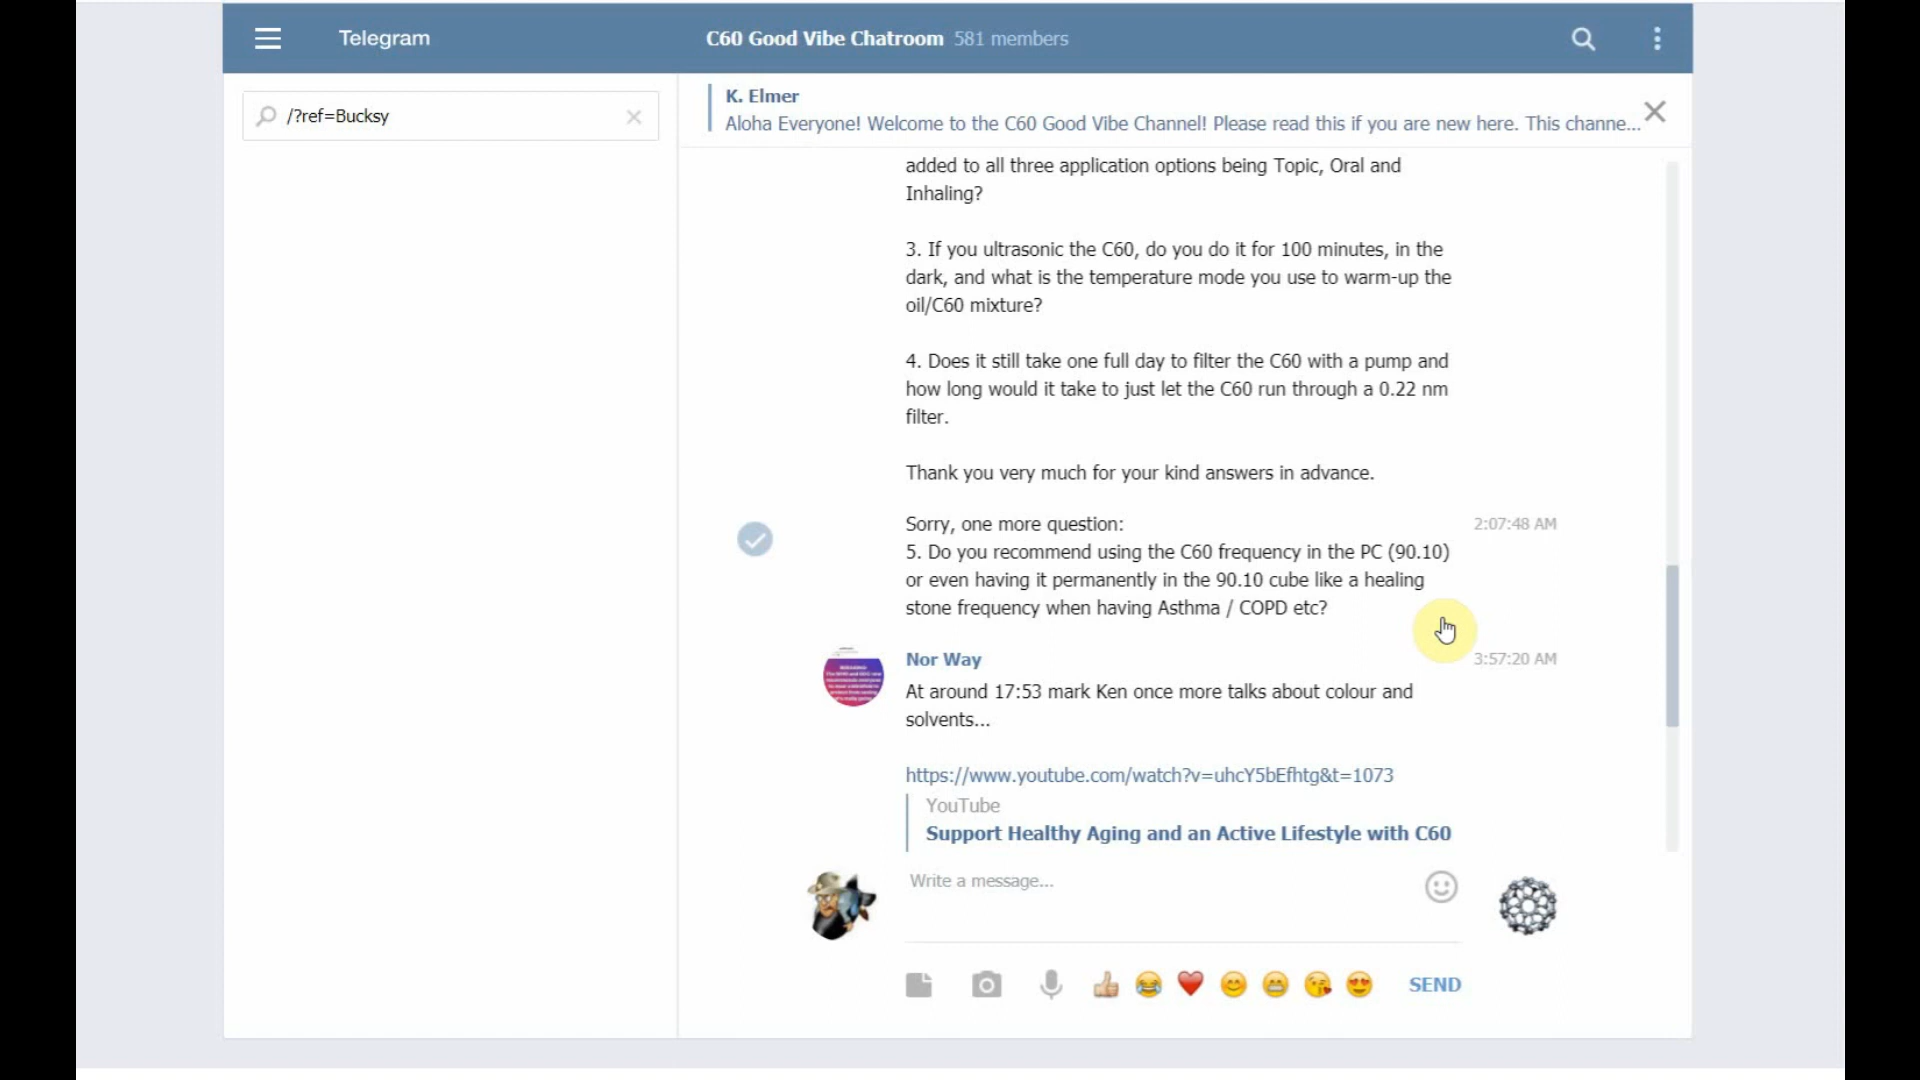 Telegram
C60 Good Vibe Chatroom 581 members
/?ref=Bucksy
K. Elmer
Aloha Everyone! Welcome to the C60 Good Vibe Channel! Please read this if you are new here. This channe...
added to all three application options being Topic, Oral and
Inhaling?
3. If you ultrasonic the C60, do you do it for 100 minutes, in the
dark, and what is the temperature mode you use to warm-up the
oil/C60 mixture?
4. Does it still take one full day to filter the C60 with a pump and
how long would it take to just let the C60 run through a 0.22 nm
filter.
Thank you very much for your kind answers in advance.
Sorry, one more question:
2:07:48 AM
5. Do you recommend using the C60 frequency in the PC (90.10)
or even having it permanently in the 90.10 cube like a healing
stone frequency when having Asthma / COPD etc?
Nor Way
3:57:20 AM
At around 17:53 mark Ken once more talks about colour and
solvents...
https://www.youtube.com/watch?v=uhcY5bEfhtg&t=1073
YouTube
Support Healthy Aging and an Active Lifestyle with C60
Write a message...
SEND